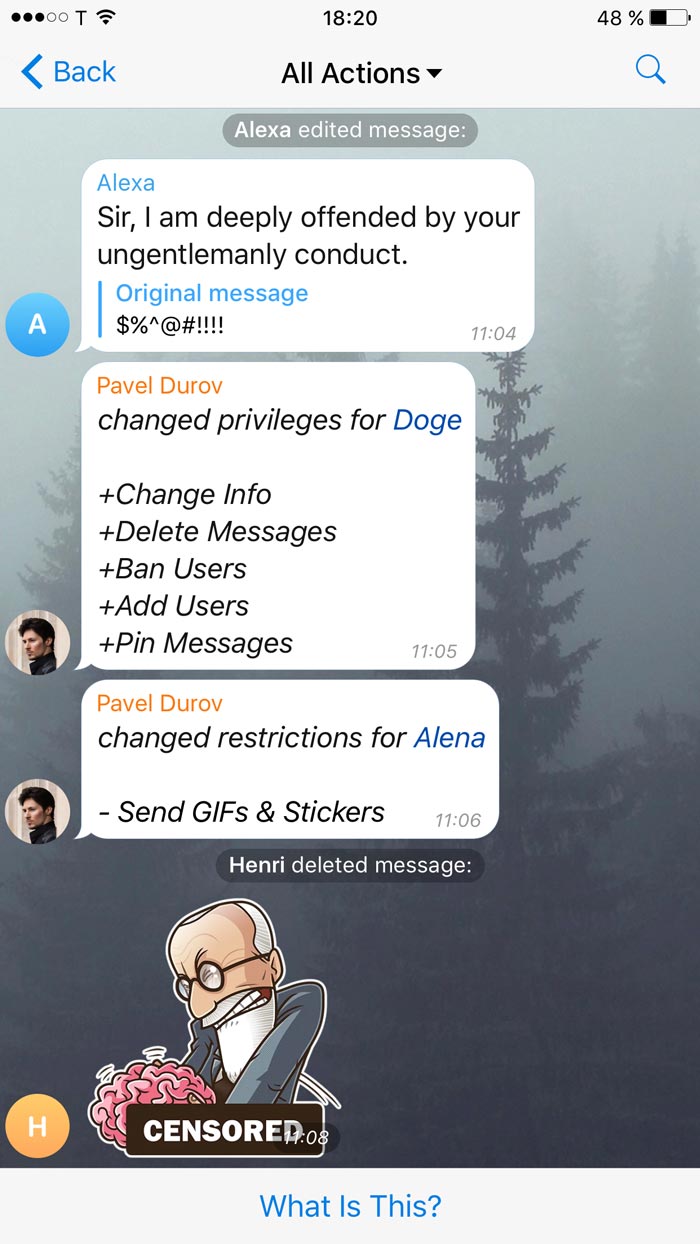 T 18:20 48 %
Back All Actions
Alexa edited message:
Alexa
Sir, I am deeply offended by your
ungentlemanly conduct.
Original message
$%^@#!!!!
11:04
A
Pavel Durov
changed privileges for Doge
+Change Info
+Delete Messages
+Ban Users
+Add Users
+Pin Messages
11:05
Pavel Durov
changed restrictions for Alena
- Send GIFs & Stickers
11:06
Henri deleted message:
CENSORED
11:08
H
What Is This?